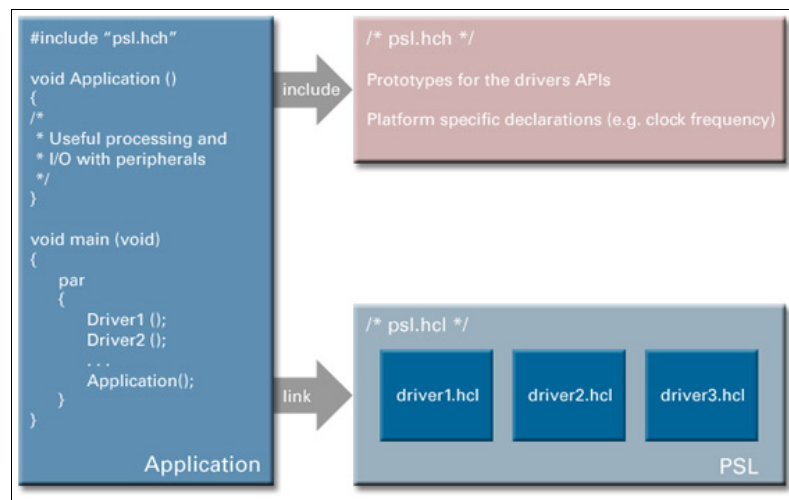 #include “psl.hch”
void Application ()
{
/*
* Useful processing and
* I/O with peripherals
*/
}
void main (void)
{
par
{
Driver1 ();
Driver2 ();
. . .
Application();
}
}
Application
include
link
/* psl.hch */
Prototypes for the drivers APIs
Platform specific declarations (e.g. clock frequency)
/* psl.hcl */
driver1.hcl
driver2.hcl
driver3.hcl
PSL